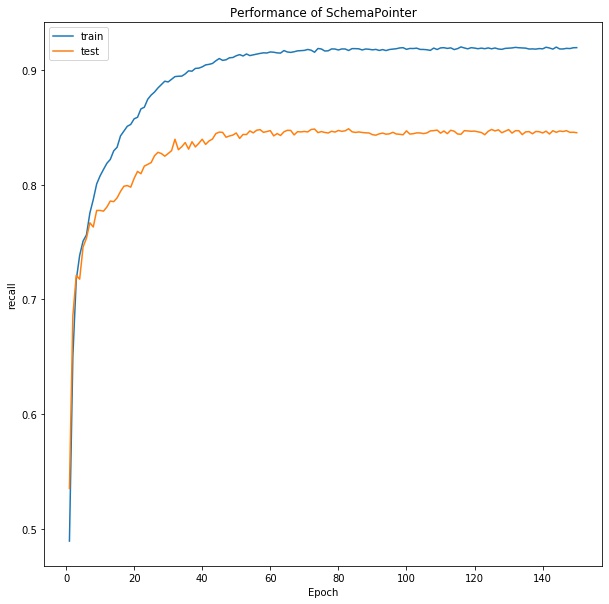 Performance of SchemaPointer
train
test
0.9
0.8
0.7
0.6
0.5
recall
0 20 40 60 80 100 120 140
Epoch